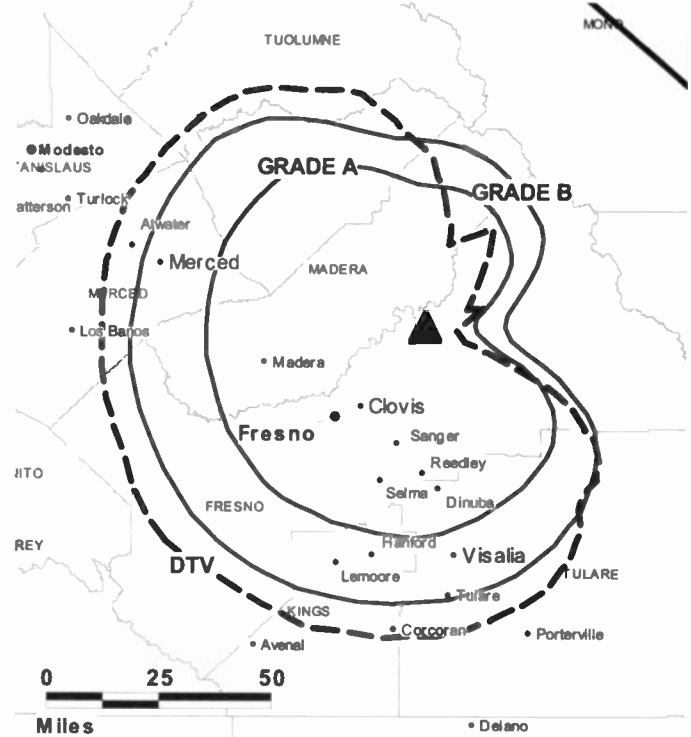 TUOLUMNE
MONO
Oakdale
Modesto
TANISLAUS
GRADE A
GRADE B
atterson
Turlock
Atwater
Merced
MADERA
MERCED
Los Banos
Madera
Clovis
Fresno
Sanger
Reedley
NITO
Selma
Dinuba
FRESNO
REY
Hanford
Visalia
DTV
Lemoore
TULARE
Tulare
KINGS
Corcoran
Porterville
Avenal
0 25 50
Miles
Delano